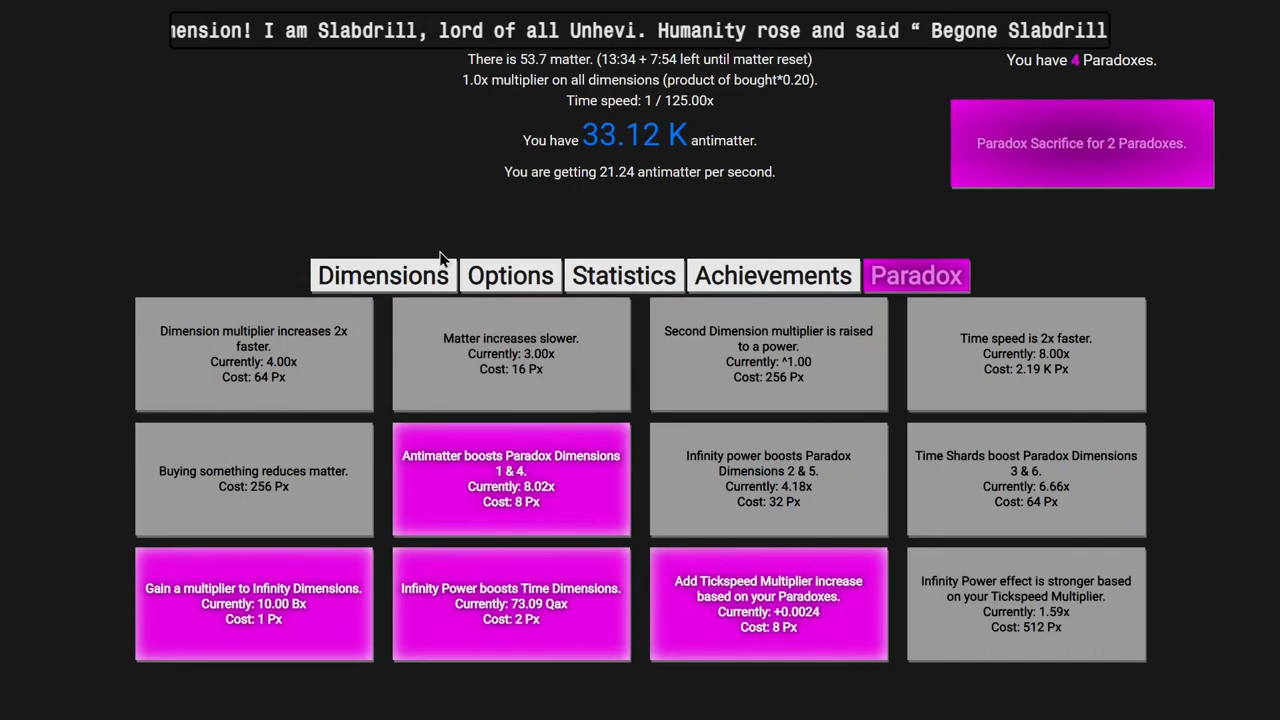 nension! I am Slabdrill, lord of all Unhevi. Humanity rose and said “ Begone Slabdrill
There is 53.7 matter. (13:34 + 7:54 left until matter reset)
You have 4 Paradoxes.
1.0x multiplier on all dimensions (product of bought*0.20).
Time speed: 1 / 125.00x
You have 33.12 K antimatter.
Paradox Sacrifice for 2 Paradoxes.
You are getting 21.24 antimatter per second.
Dimensions Options Statistics Achievements Paradox
Dimension multiplier increases 2x
faster.
Currently: 4.00x
Cost: 64 Px
Matter increases slower.
Currently: 3.00x
Cost: 16 Px
Second Dimension multiplier is raised
to a power.
Currently: ^1.00
Cost: 256 Px
Time speed is 2x faster.
Currently: 8.00x
Cost: 2.19 K Px
Buying something reduces matter.
Cost: 256 Px
Antimatter boosts Paradox Dimensions
1 & 4.
Currently: 8.02x
Cost: 8 Px
Infinity power boosts Paradox
Dimensions 2 & 5.
Currently: 4.18x
Cost: 32 Px
Time Shards boost Paradox Dimensions
3 & 6.
Currently: 6.66x
Cost: 64 Px
Gain a multiplier to Infinity Dimensions.
Currently: 10.00 Bx
Cost: 1 Px
Infinity Power boosts Time Dimensions.
Currently: 73.09 Qax
Cost: 2 Px
Add Tickspeed Multiplier increase
based on your Paradoxes.
Currently: +0.0024
Cost: 8 Px
Infinity Power effect is stronger based
on your Tickspeed Multiplier.
Currently: 1.59x
Cost: 512 Px